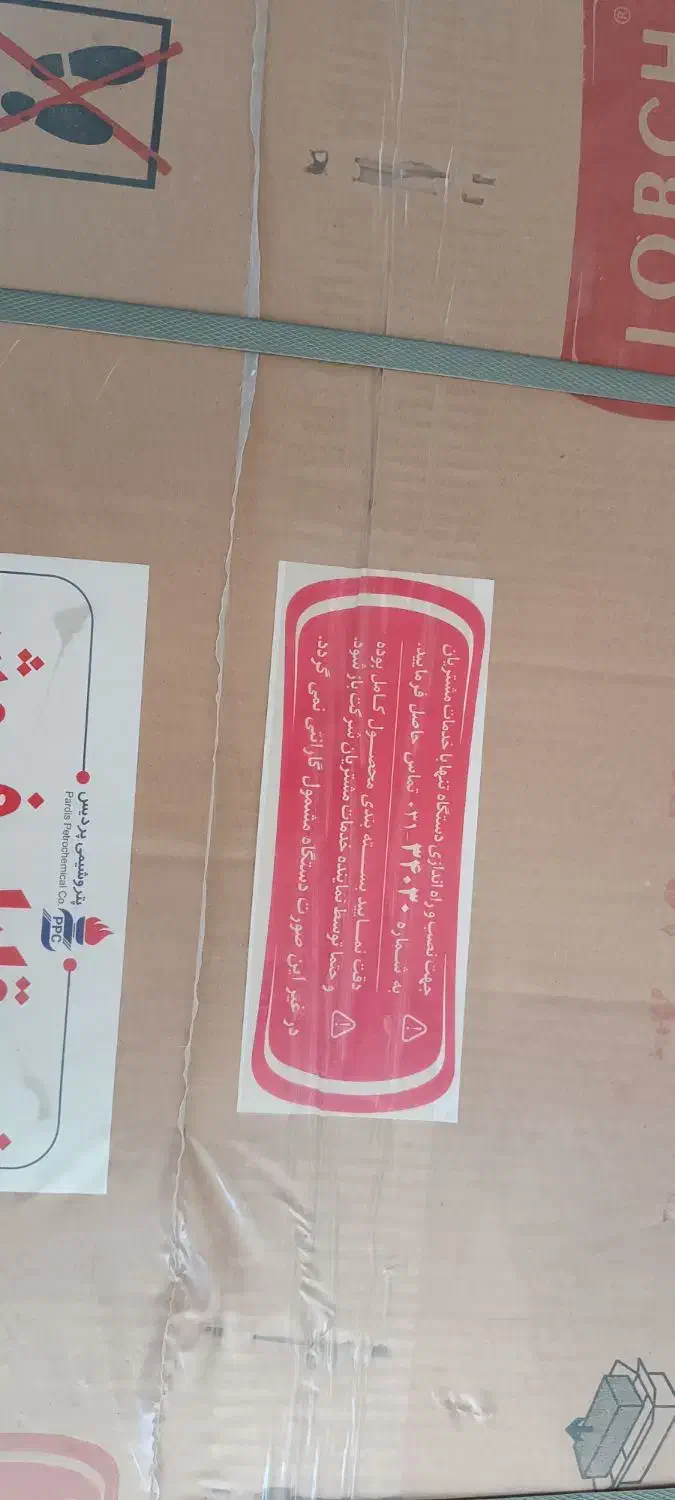 LORCH
®
جهت نصب و راه اندازی دستگاه تنها با خدمات مشتریان
به شماره ۳۴۰۳۰-۰۳۱ تماس حاصل فرمایید.
دقت نمایید بسته بندی محصول کامل بوده
و حتما توسط نماینده خدمات مشتریان شرکت باز شود.
در غیر این صورت دستگاه مشمول گارانتی نمی گردد.
پتروشیمی پردیس
Pardis Petrochemical Co.
PPC